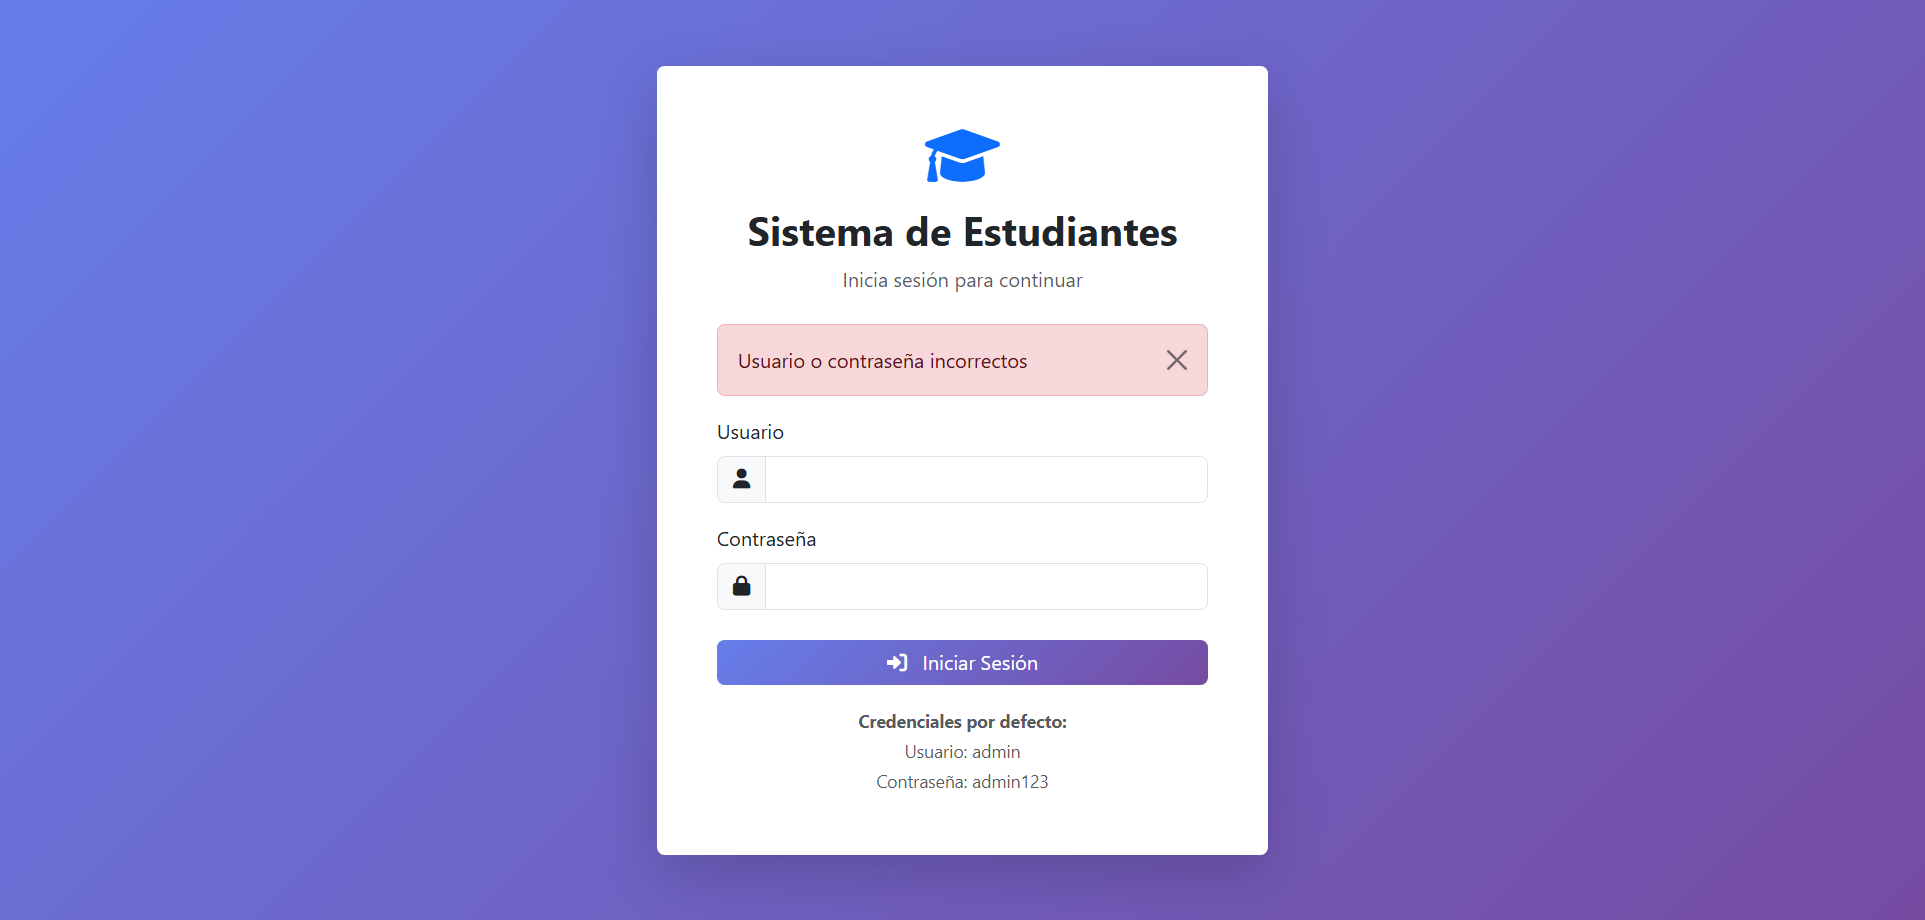 Sistema de Estudiantes
Inicia sesión para continuar
Usuario o contraseña incorrectos
Usuario
Contraseña
Iniciar Sesión
Credenciales por defecto:
Usuario: admin
Contraseña: admin123